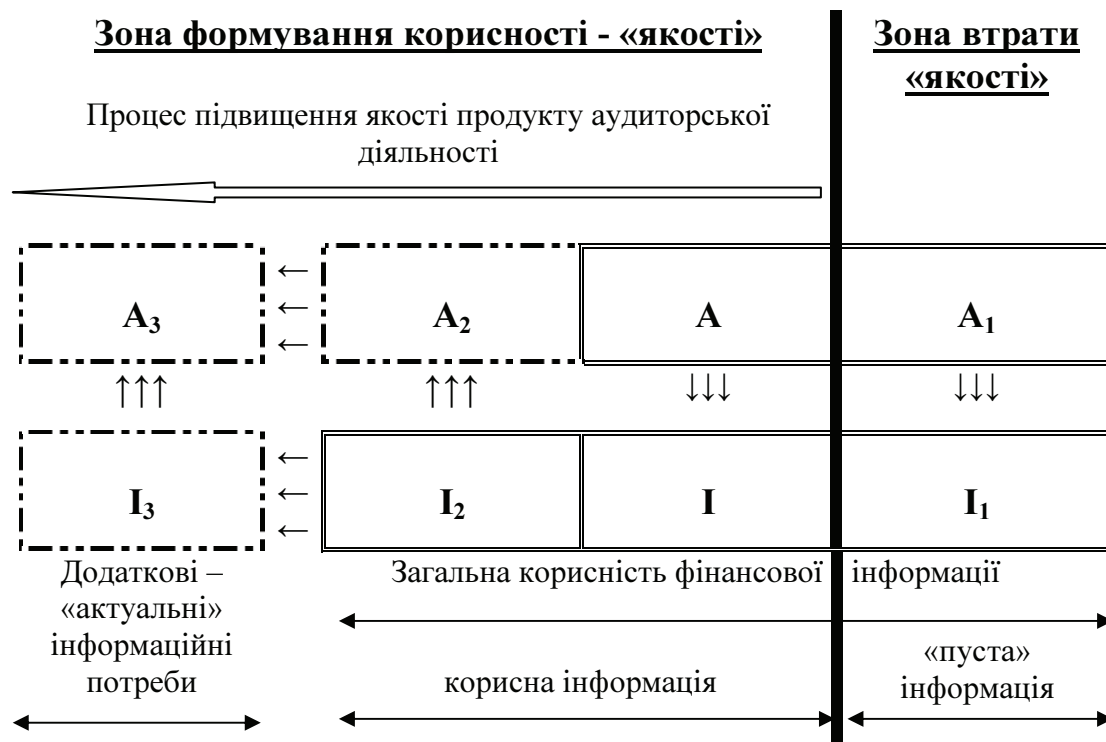 Зона формування корисності - «якості»
Зона втрати
«якості»
Процес підвищення якості продукту аудиторської
діяльності
A₃ ← ← ← A₂ A A₁
↑↑↑ ↑↑↑ ↓↓↓ ↓↓↓
I₃ ← ← ← I₂ I I₁
Додаткові –
«актуальні»
інформаційні
потреби
Загальна корисність фінансової інформації
корисна інформація
«пуста»
інформація